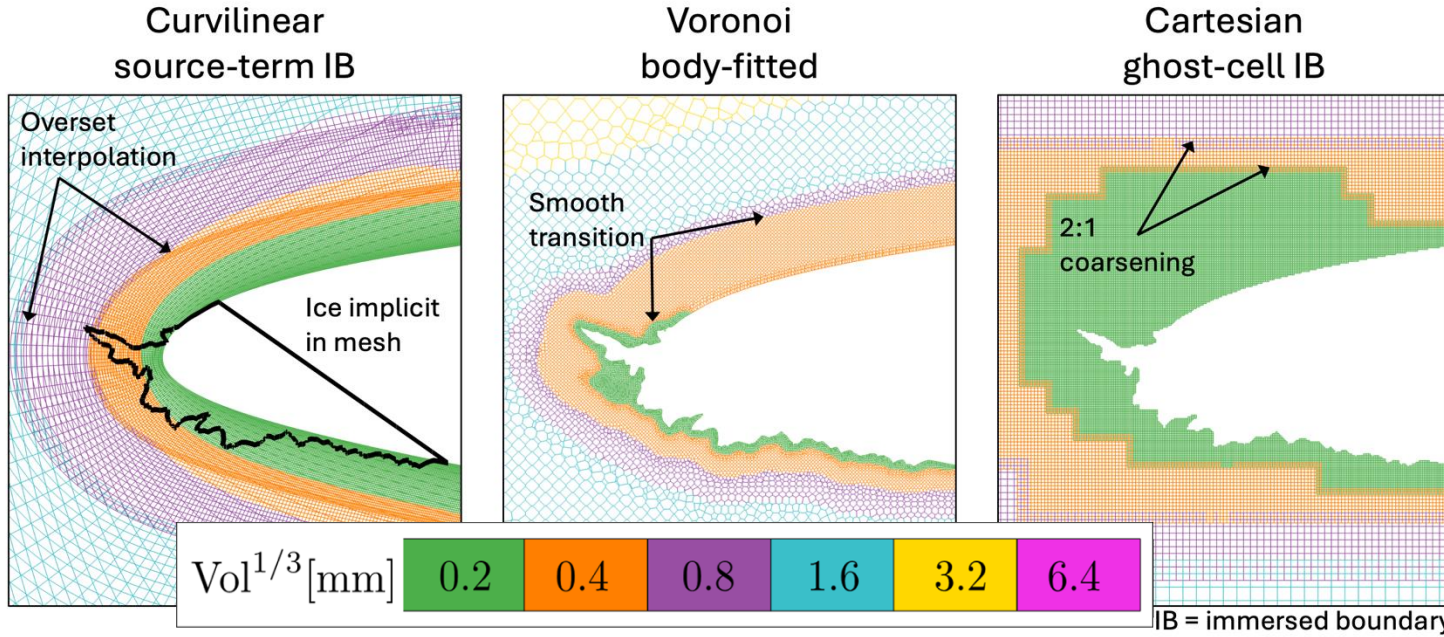 Curvilinear
source-term IB
Voronoi
body-fitted
Cartesian
ghost-cell IB
Overset
interpolation
Ice implicit
in mesh
Smooth
transition
2:1
coarsening
Vol^{1/3}[mm] 0.2 0.4 0.8 1.6 3.2 6.4
IB = immersed boundary